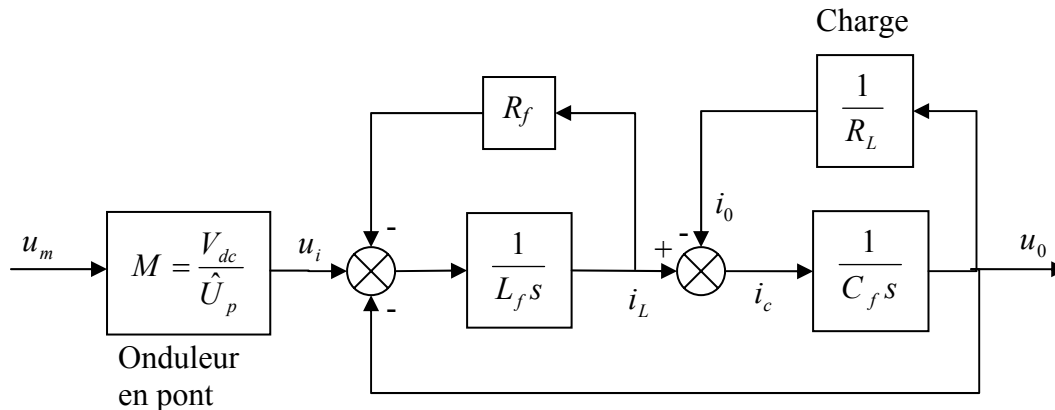 Charge
R_f
1
R_L
i_0
u_m
M = V_dc / Û_p
u_i
-
1
L_f s
+
-
u_0
i_L
i_c
1
C_f s
-
Onduleur
en pont